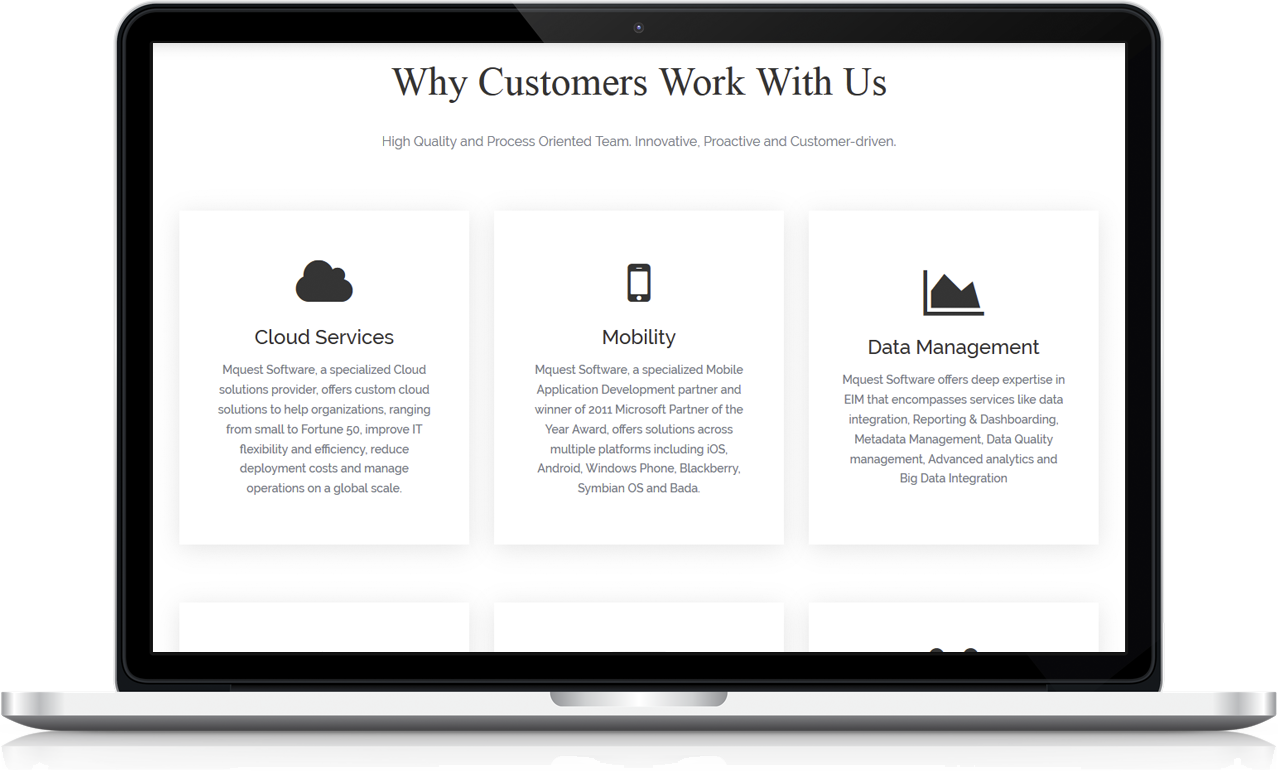 Why Customers Work With Us
High Quality and Process Oriented Team. Innovative, Proactive and Customer-driven.
Cloud Services
Mquest Software, a specialized Cloud
solutions provider, offers custom cloud
solutions to help organizations, ranging
from small to Fortune 50, improve IT
flexibility and efficiency, reduce
deployment costs and manage
operations on a global scale.
Mobility
Mquest Software, a specialized Mobile
Application Development partner and
winner of 2011 Microsoft Partner of the
Year Award, offers solutions across
multiple platforms including iOS,
Android, Windows Phone, Blackberry,
Symbian OS and Bada.
Data Management
Mquest Software offers deep expertise in
EIM that encompasses services like data
integration, Reporting & Dashboarding,
Metadata Management, Data Quality
management, Advanced analytics and
Big Data Integration